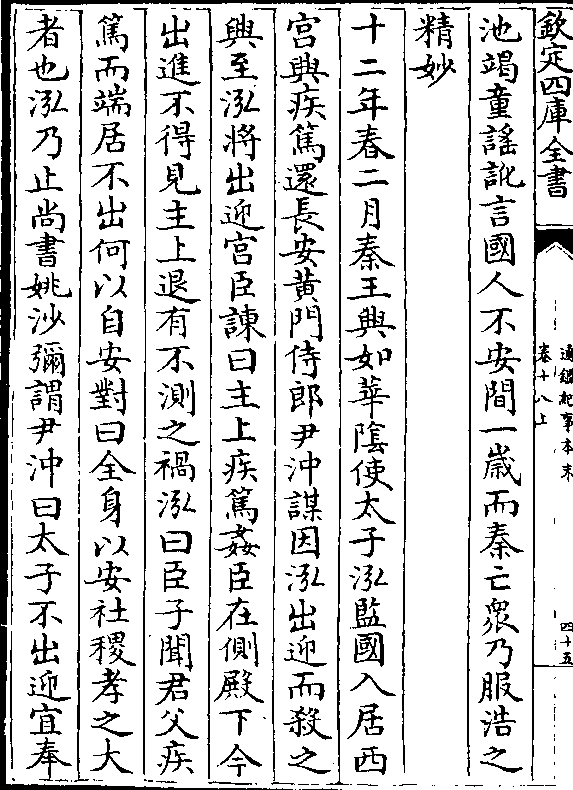 欽定四庫全書
通鑑紀事本末
卷十八上
四十五
池竭童謡訛言國人不安間一嵗而秦亡衆乃服浩之
精妙
十二年春二月秦王興如華隂使太子泓監國入居西
宫興疾篤還長安黄門侍郎尹沖謀因泓出迎而殺之
興至泓將出迎宫臣諫曰主上疾篤姦臣在側殿下今
出進不得見主上退有不測之禍泓曰臣子聞君父疾
篤而端居不出何以自安對曰全身以安社稷孝之大
者也泓乃止尚書姚沙彌謂尹沖曰太子不出迎宜奉